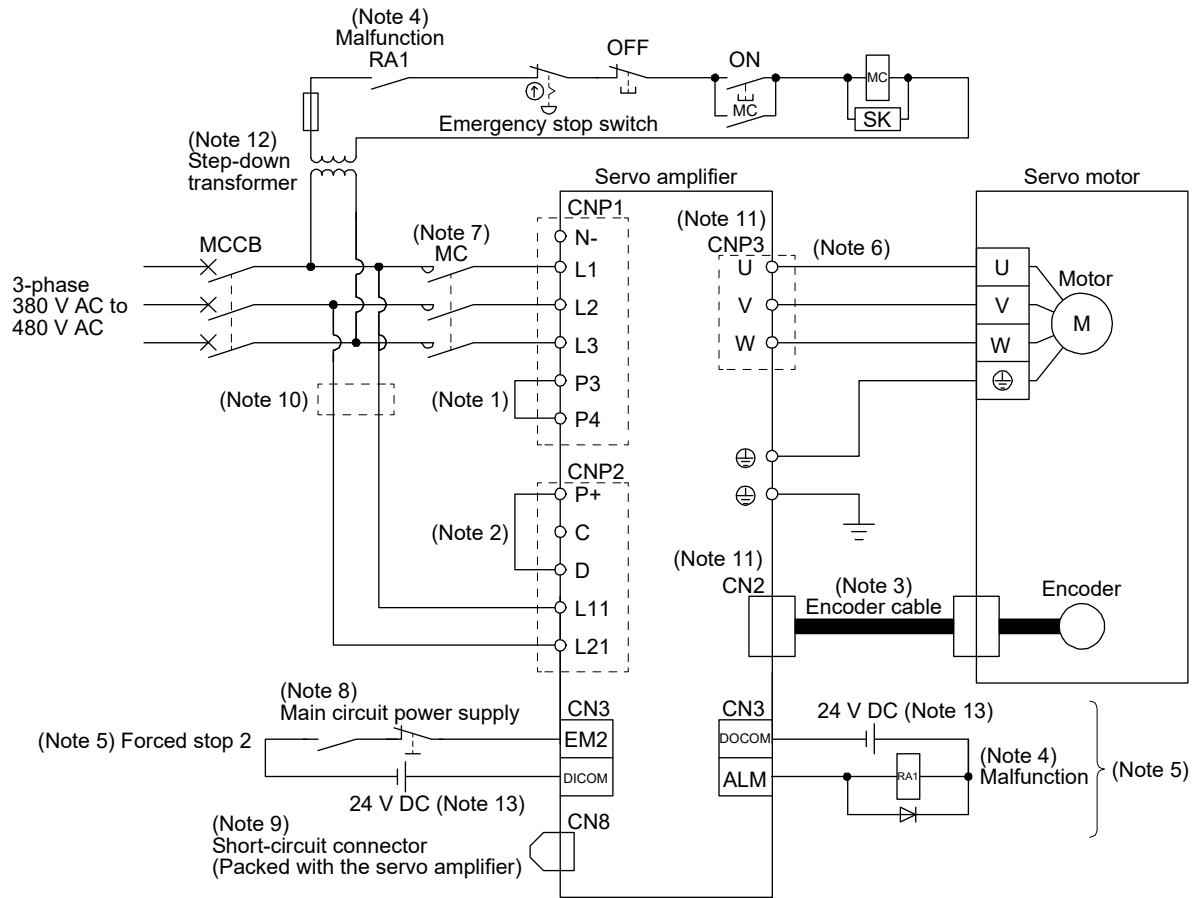 (Note 4)
Malfunction
RA1
OFF
ON
MC
MC
SK
Emergency stop switch
(Note 12)
Step-down
transformer
Servo amplifier
Servo motor
CNP1
(Note 11)
CNP3
N-
MCCB
(Note 7)
MC
(Note 6)
3-phase
380 V AC to
480 V AC
L1
L2
L3
P3
P4
U
V
W
U
V
W
Motor
M
(Note 10)
(Note 1)
CNP2
P+
C
D
L11
L21
(Note 2)
(Note 11)
CN2
(Note 3)
Encoder cable
Encoder
(Note 8)
Main circuit power supply
(Note 5) Forced stop 2
CN3
EM2
DICOM
24 V DC (Note 13)
CN3
DOCOM
ALM
24 V DC (Note 13)
RA1
(Note 4)
Malfunction
(Note 5)
(Note 9)
Short-circuit connector
(Packed with the servo amplifier)
CN8